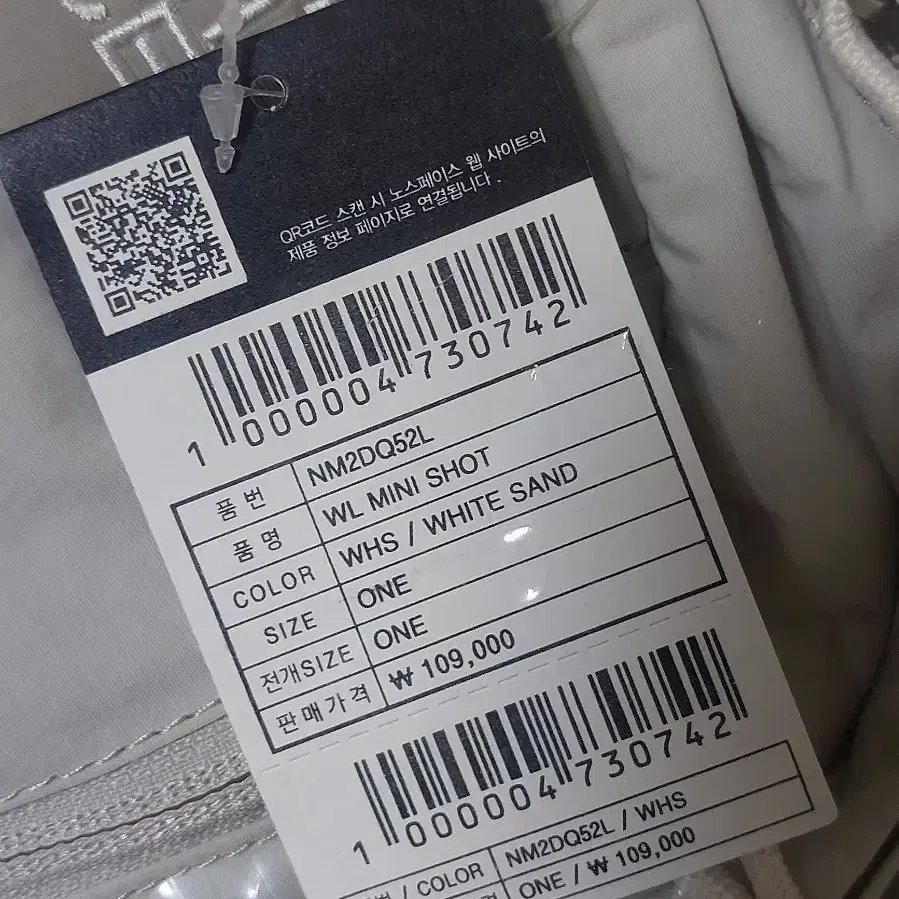 QR코드 스캔 시 노스페이스 웹 사이트의
제품 정보 페이지로 연결됩니다.
1 000004 730742
품번 NM2DQ52L
품명 WL MINI SHOT
COLOR WHS / WHITE SAND
SIZE ONE
전개SIZE ONE
판매가격 ₩ 109,000
1 000004 730742
/ COLOR NM2DQ52L / WHS
ONE / ₩ 109,000